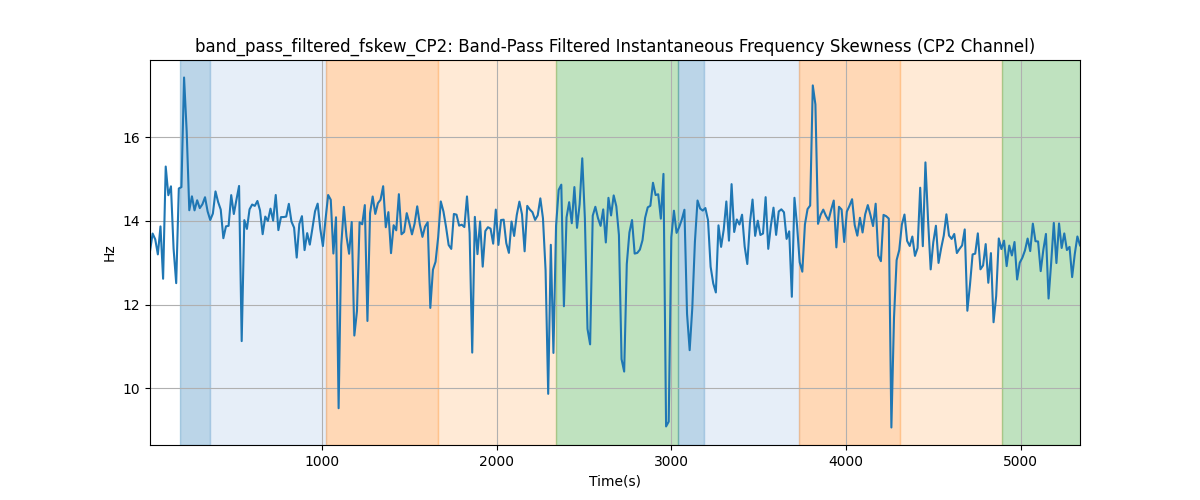 band_pass_filtered_fskew_CP2: Band-Pass Filtered Instantaneous Frequency Skewness (CP2 Channel)
16
14
12
10
Hz
1000 2000 3000 4000 5000
Time(s)